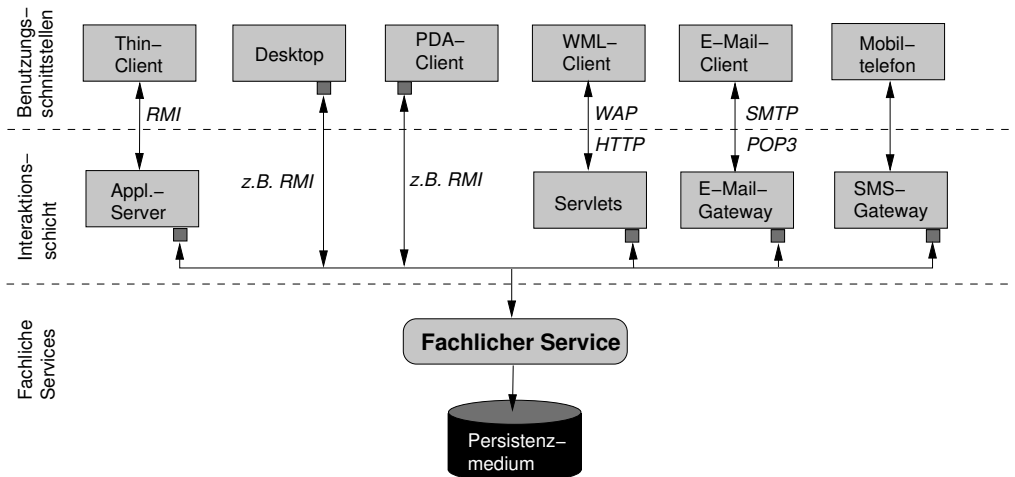 Benutzungs–
schnittstellen
Thin–
Client
Desktop
PDA–
Client
WML–
Client
E–Mail–
Client
Mobil–
telefon
RMI
WAP
SMTP
HTTP
POP3
z.B. RMI
z.B. RMI
Interaktions–
schicht
Appl.–
Server
Servlets
E–Mail–
Gateway
SMS–
Gateway
Fachliche
Services
Fachlicher Service
Persistenz–
medium